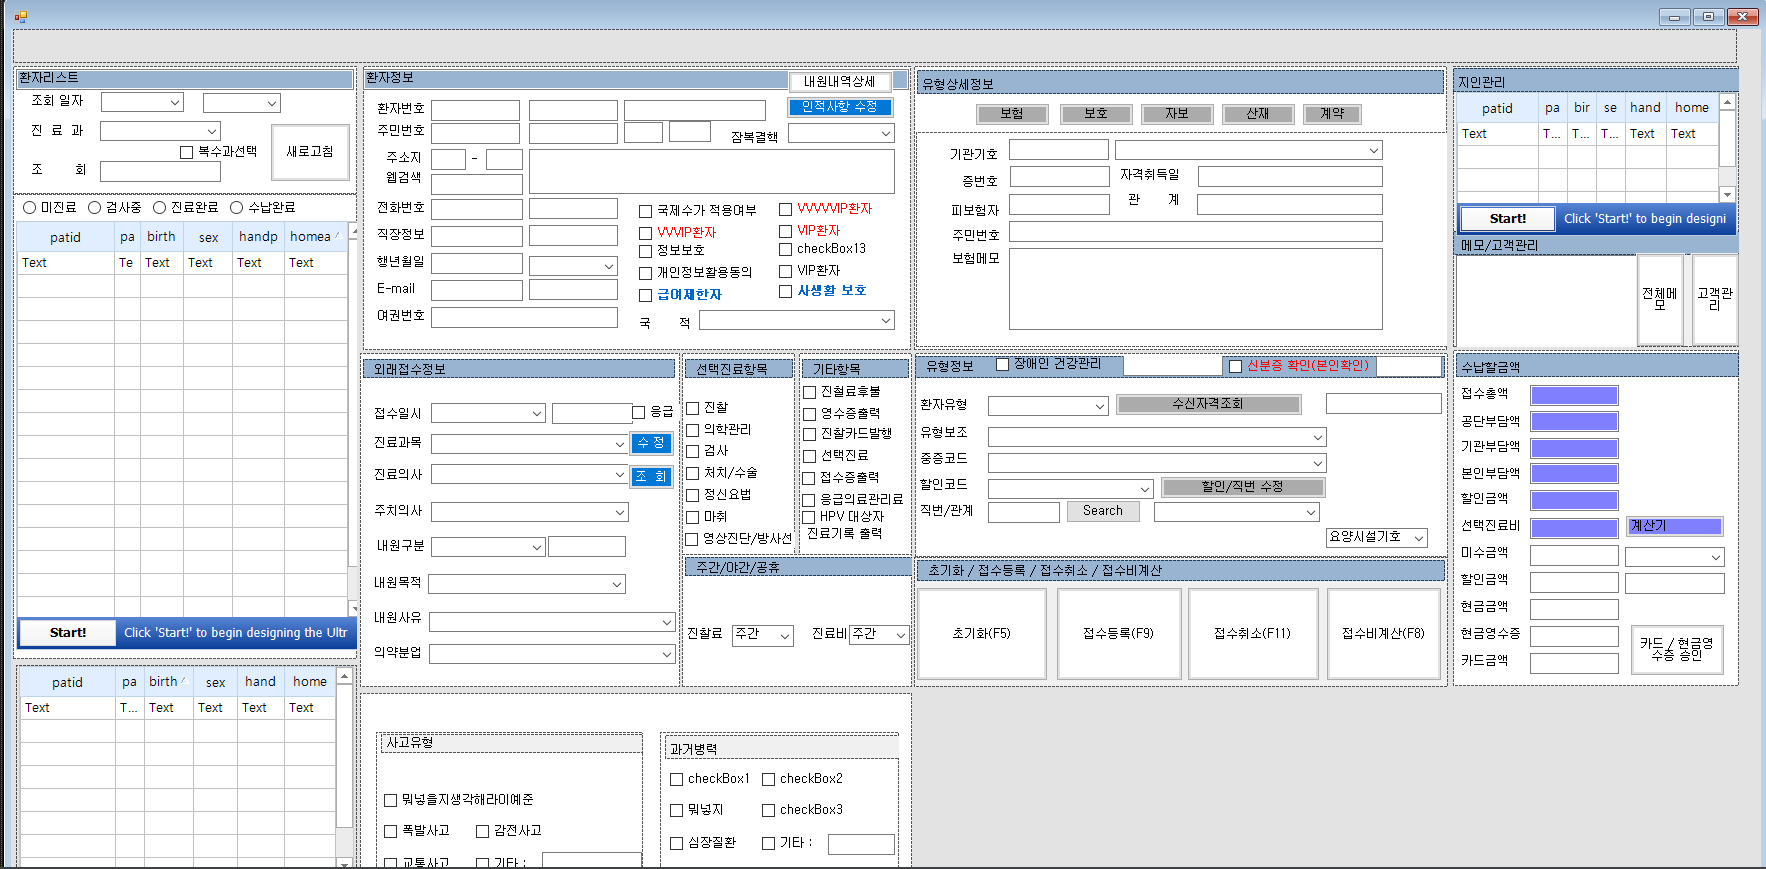 환자리스트
조회 일자
진 료 과
복수과선택
새로고침
조 회
미진료 검사중 진료완료 수납완료
patid pa birth sex handp homea
Text Te Text Text Text Text
Start! Click 'Start!' to begin designing the Ultr
patid pa birth sex hand home
Text T... Text Text Text Text
환자정보
내원내역상세
인적사항 수정
환자번호
주민번호
잠복결핵
주소지 -
웹검색
전화번호
직장정보
행년월일
E-mail
여권번호
국제수가 적용여부 VVVVVIP환자
VVVIP환자 VIP환자
정보보호 checkBox13
개인정보활용동의 VIP환자
급여제한자 사생활 보호
국 적
유형상세정보
보험 보호 자보 산재 계약
기관기호
증번호 자격취득일
피보험자 관 계
주민번호
보험메모
지인관리
patid pa bir se hand home
Text T... T... T... Text Text
Start! Click 'Start!' to begin designi
메모/고객관리
전체메
모
고객관
리
외래접수정보
접수일시 응급
진료과목 수 정
진료의사 조 회
주치의사
내원구분
내원목적
내원사유
의약분업
선택진료항목
진찰
의학관리
검사
처치/수술
정신요법
마취
영상진단/방사선
기타항목
진찰료후불
영수증출력
진찰카드발행
선택진료
접수증출력
응급의료관리료
HPV 대상자
진료기록 출력
주간/야간/공휴
진찰료 주간 진료비 주간
유형정보 장애인 건강관리 신분증 확인(본인확인)
환자유형 수신자격조회
유형보조
중증코드
할인코드 할인/직번 수정
직번/관계 Search
요양시설기호
초기화 / 접수등록 / 접수취소 / 접수비계산
초기화(F5) 접수등록(F9) 접수취소(F11) 접수비계산(F8)
수납할금액
접수총액
공단부담액
기관부담액
본인부담액
할인금액
선택진료비 계산기
미수금액
할인금액
현금금액
현금영수증
카드금액
카드 / 현금영
수증 승인
사고유형
뭐넣을지생각해라이예준
폭발사고 감전사고
교통사고 기타 :
과거병력
checkBox1 checkBox2
뭐넣지 checkBox3
심장질환 기타 :